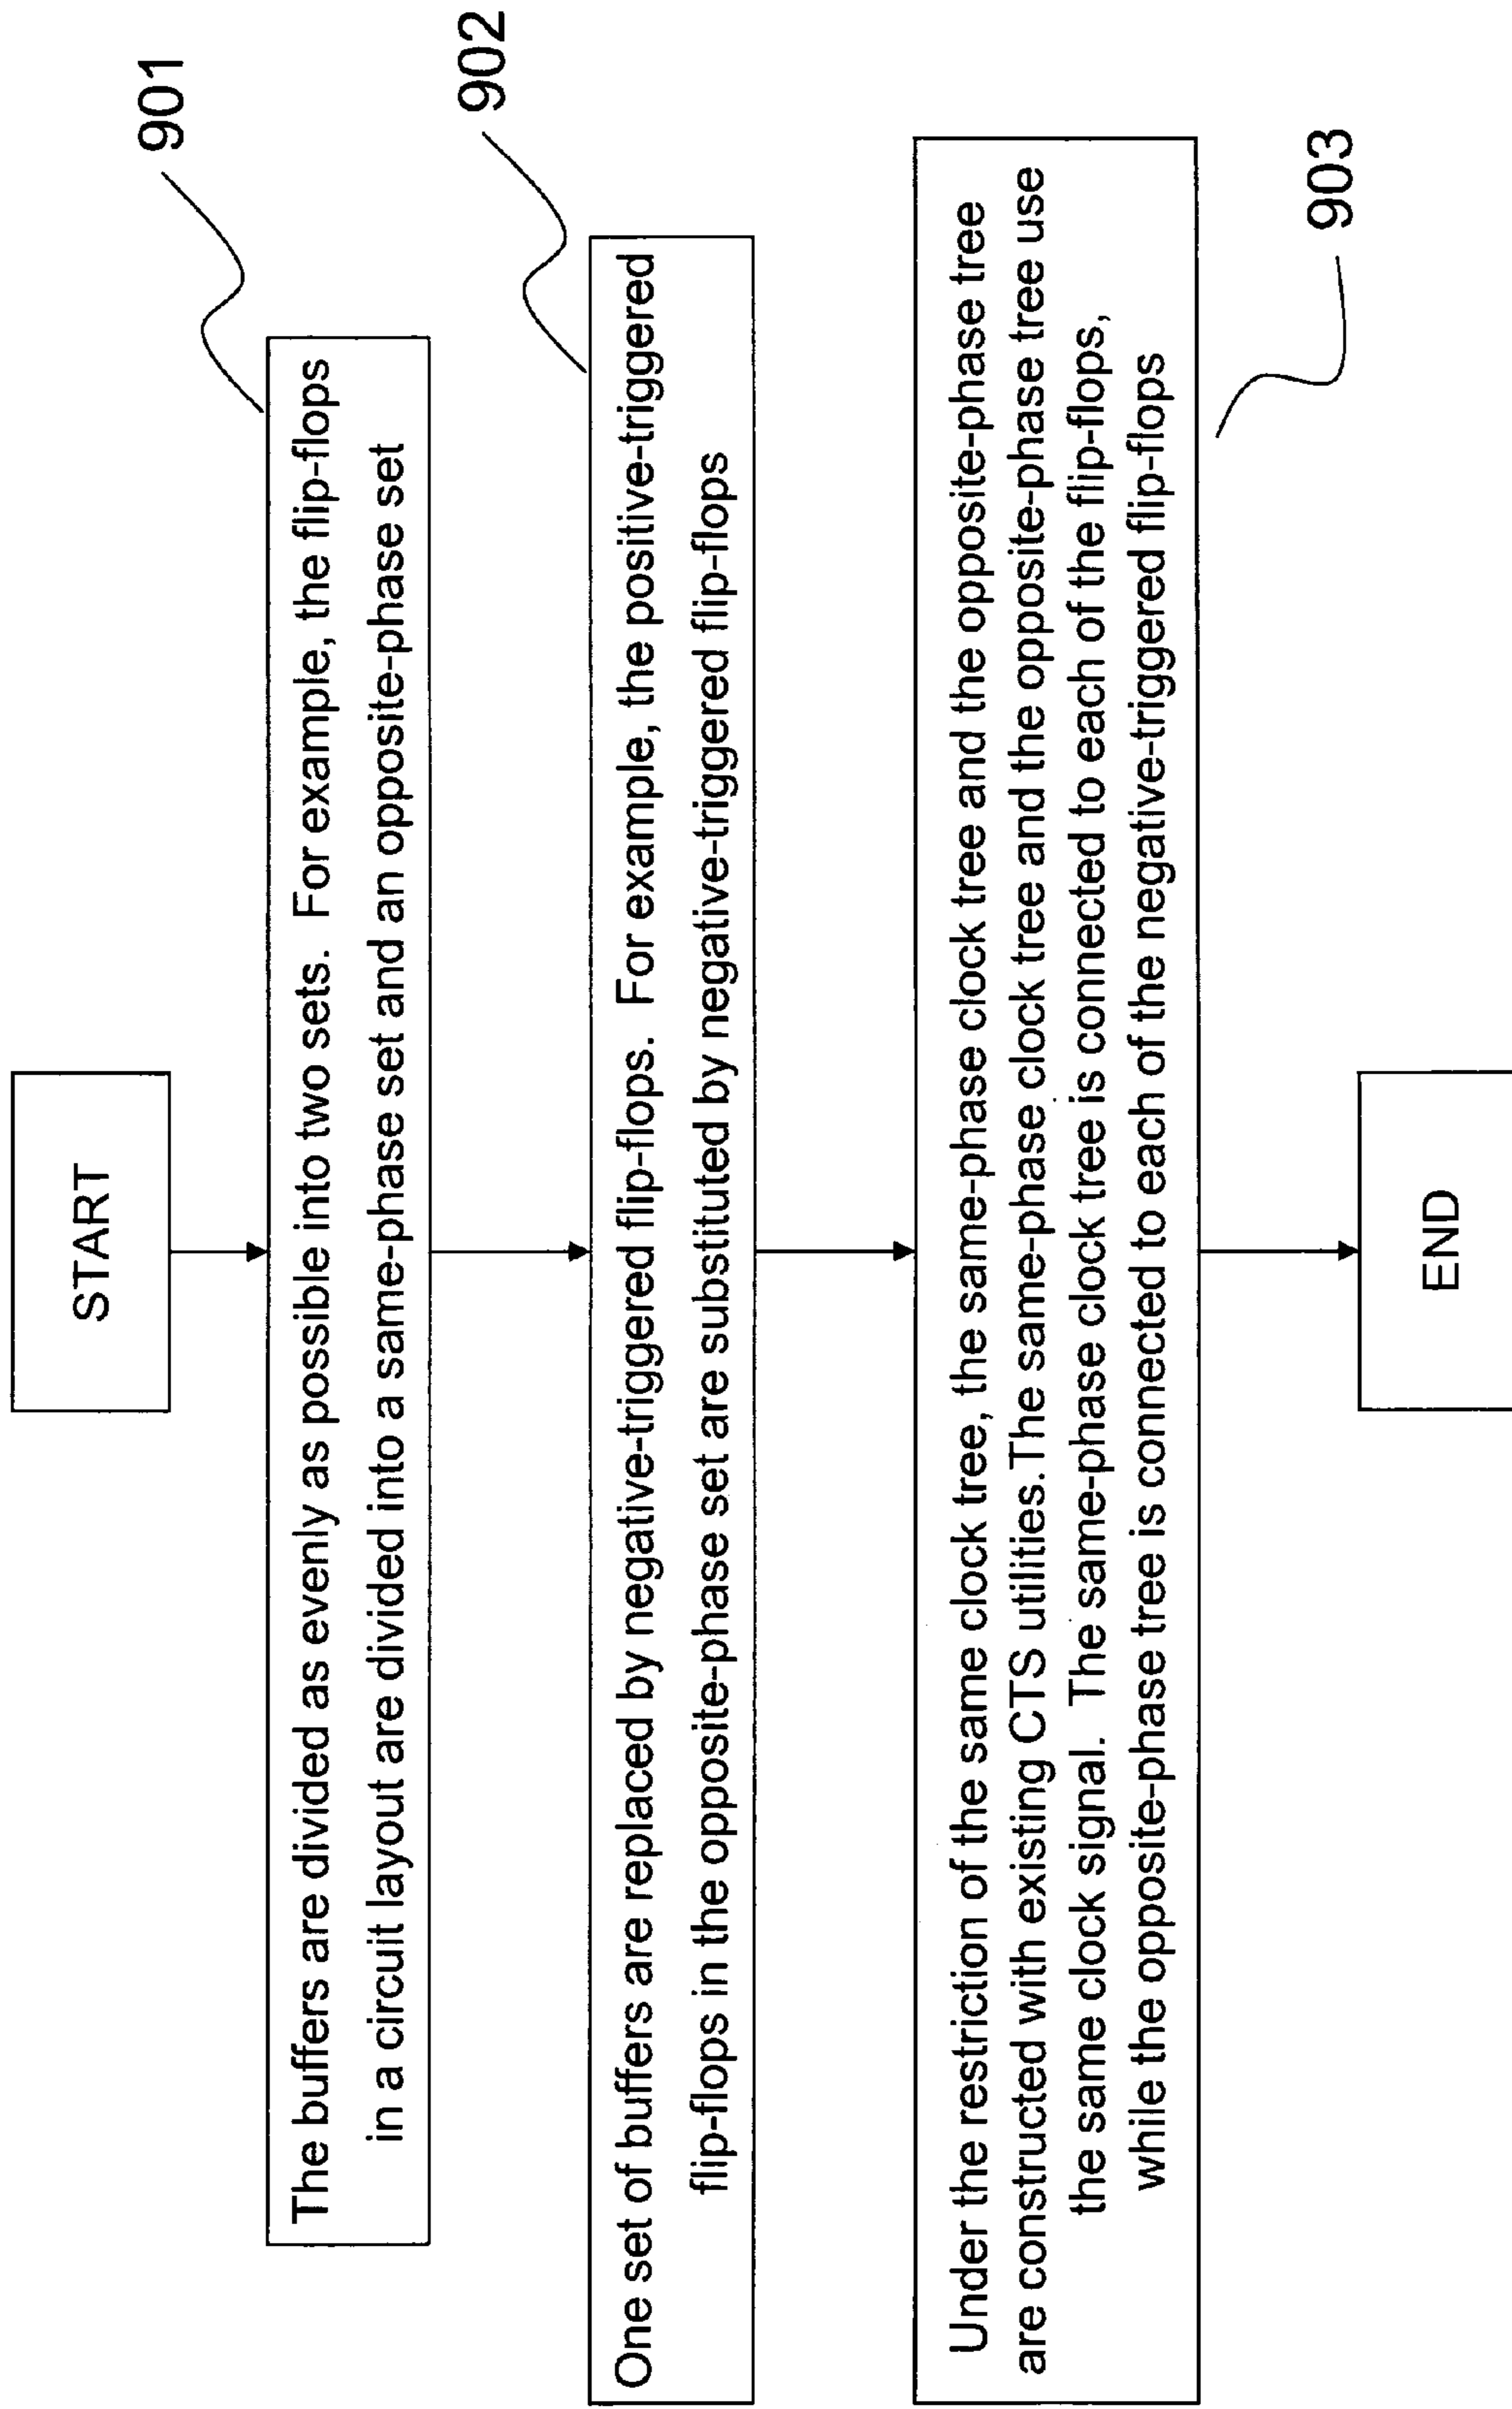 START
901
The buffers are divided as evenly as possible into two sets. For example, the flip-flops
in a circuit layout are divided into a same-phase set and an opposite-phase set
902
One set of buffers are replaced by negative-triggered flip-flops. For example, the positive-triggered
flip-flops in the opposite-phase set are substituted by negative-triggered flip-flops
Under the restriction of the same clock tree, the same-phase clock tree and the opposite-phase tree
are constructed with existing CTS utilities.The same-phase clock tree and the opposite-phase tree use
the same clock signal. The same-phase clock tree is connected to each of the flip-flops,
while the opposite-phase tree is connected to each of the negative-triggered flip-flops
903
END